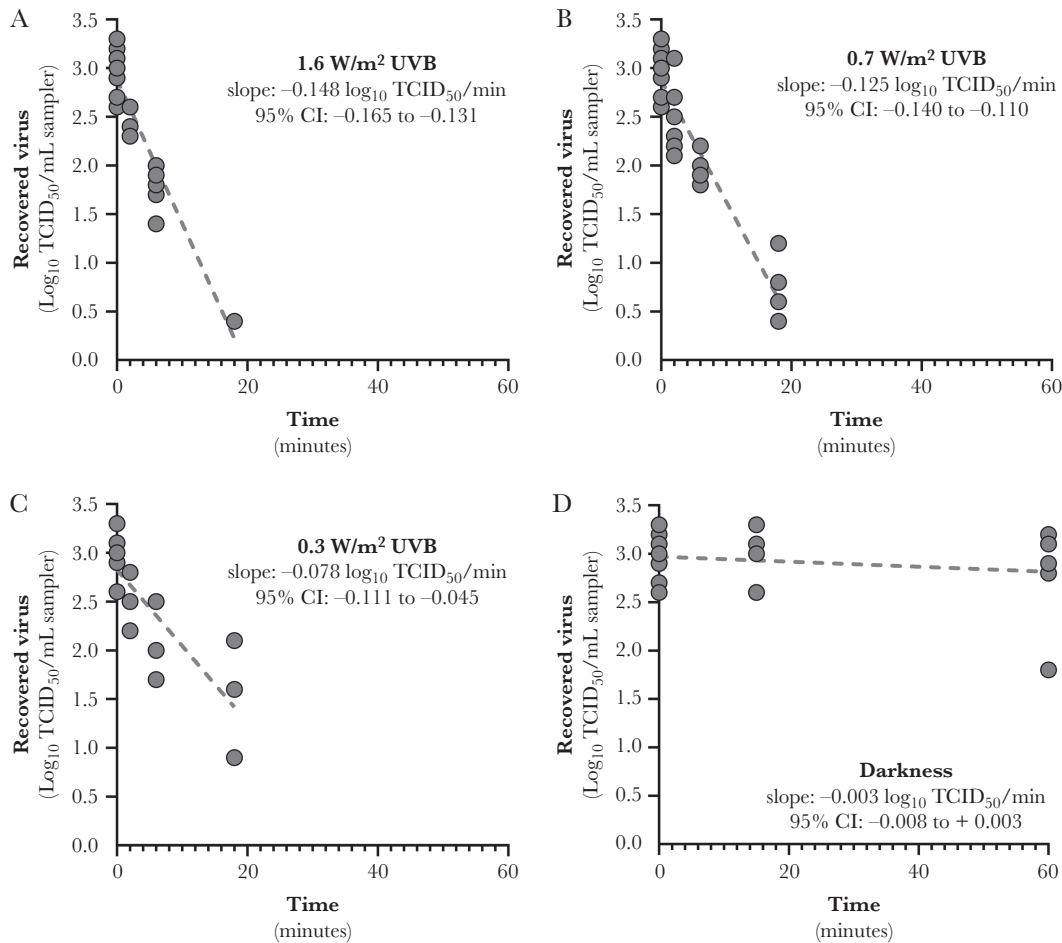 A
Recovered virus
(Log₁₀ TCID₅₀/mL sampler)
3.5
3.0
2.5
2.0
1.5
1.0
0.5
0.0
1.6 W/m² UVB
slope: –0.148 log₁₀ TCID₅₀/min
95% CI: –0.165 to –0.131
0 20 40 60
Time
(minutes)
B
Recovered virus
(Log₁₀ TCID₅₀/mL sampler)
3.5
3.0
2.5
2.0
1.5
1.0
0.5
0.0
0.7 W/m² UVB
slope: –0.125 log₁₀ TCID₅₀/min
95% CI: –0.140 to –0.110
0 20 40 60
Time
(minutes)
C
Recovered virus
(Log₁₀ TCID₅₀/mL sampler)
3.5
3.0
2.5
2.0
1.5
1.0
0.5
0.0
0.3 W/m² UVB
slope: –0.078 log₁₀ TCID₅₀/min
95% CI: –0.111 to –0.045
0 20 40 60
Time
(minutes)
D
Recovered virus
(Log₁₀ TCID₅₀/mL sampler)
3.5
3.0
2.5
2.0
1.5
1.0
0.5
0.0
Darkness
slope: –0.003 log₁₀ TCID₅₀/min
95% CI: –0.008 to + 0.003
0 20 40 60
Time
(minutes)